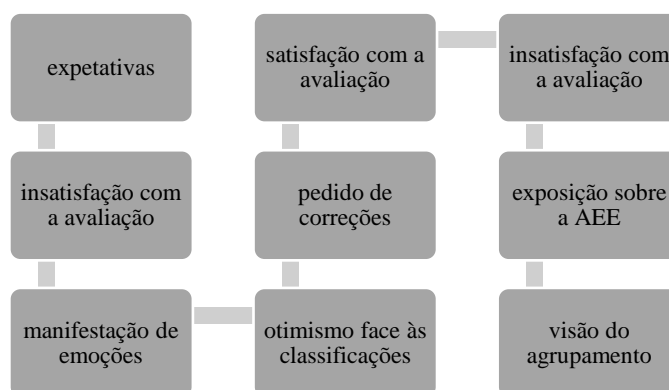 expetativas
insatisfação com
a avaliação
manifestação de
emoções
otimismo face às
classificações
pedido de
correções
satisfação com a
avaliação
insatisfação com
a avaliação
exposição sobre
a AEE
visão do
agrupamento